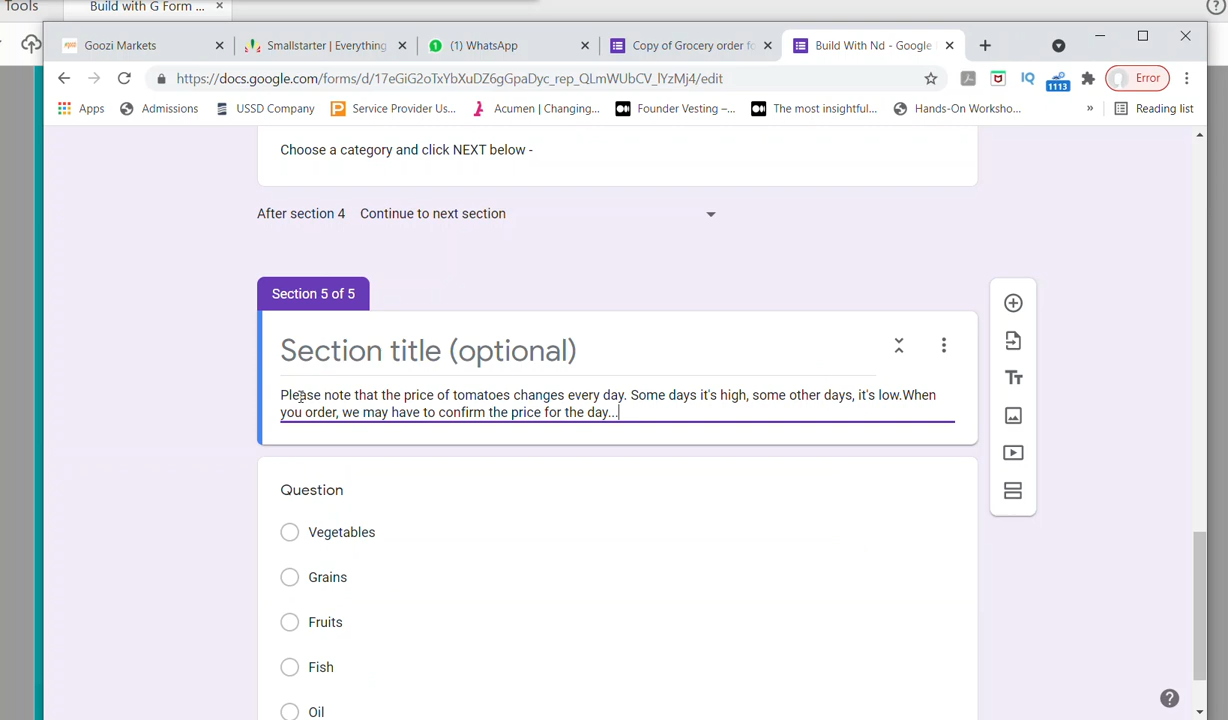 Tools
Build with G Form ...
Goozi Markets
Smallstarter | Everything
(1) WhatsApp
Copy of Grocery order fo
Build With Nd - Google
https://docs.google.com/forms/d/17eGiG2oTxYbXuDZ6gGpaDyc_rep_QLmWUbCV_lYzMj4/edit
IQ
1113
Error
Apps
Admissions
USSD Company
Service Provider Us...
Acumen | Changing...
Founder Vesting –...
The most insightful...
Hands-On Worksho...
»
Reading list
Choose a category and click NEXT below -
After section 4 Continue to next section
Section 5 of 5
Section title (optional)
Please note that the price of tomatoes changes every day. Some days it's high, some other days, it's low.When
you order, we may have to confirm the price for the day...
Question
Vegetables
Grains
Fruits
Fish
Oil